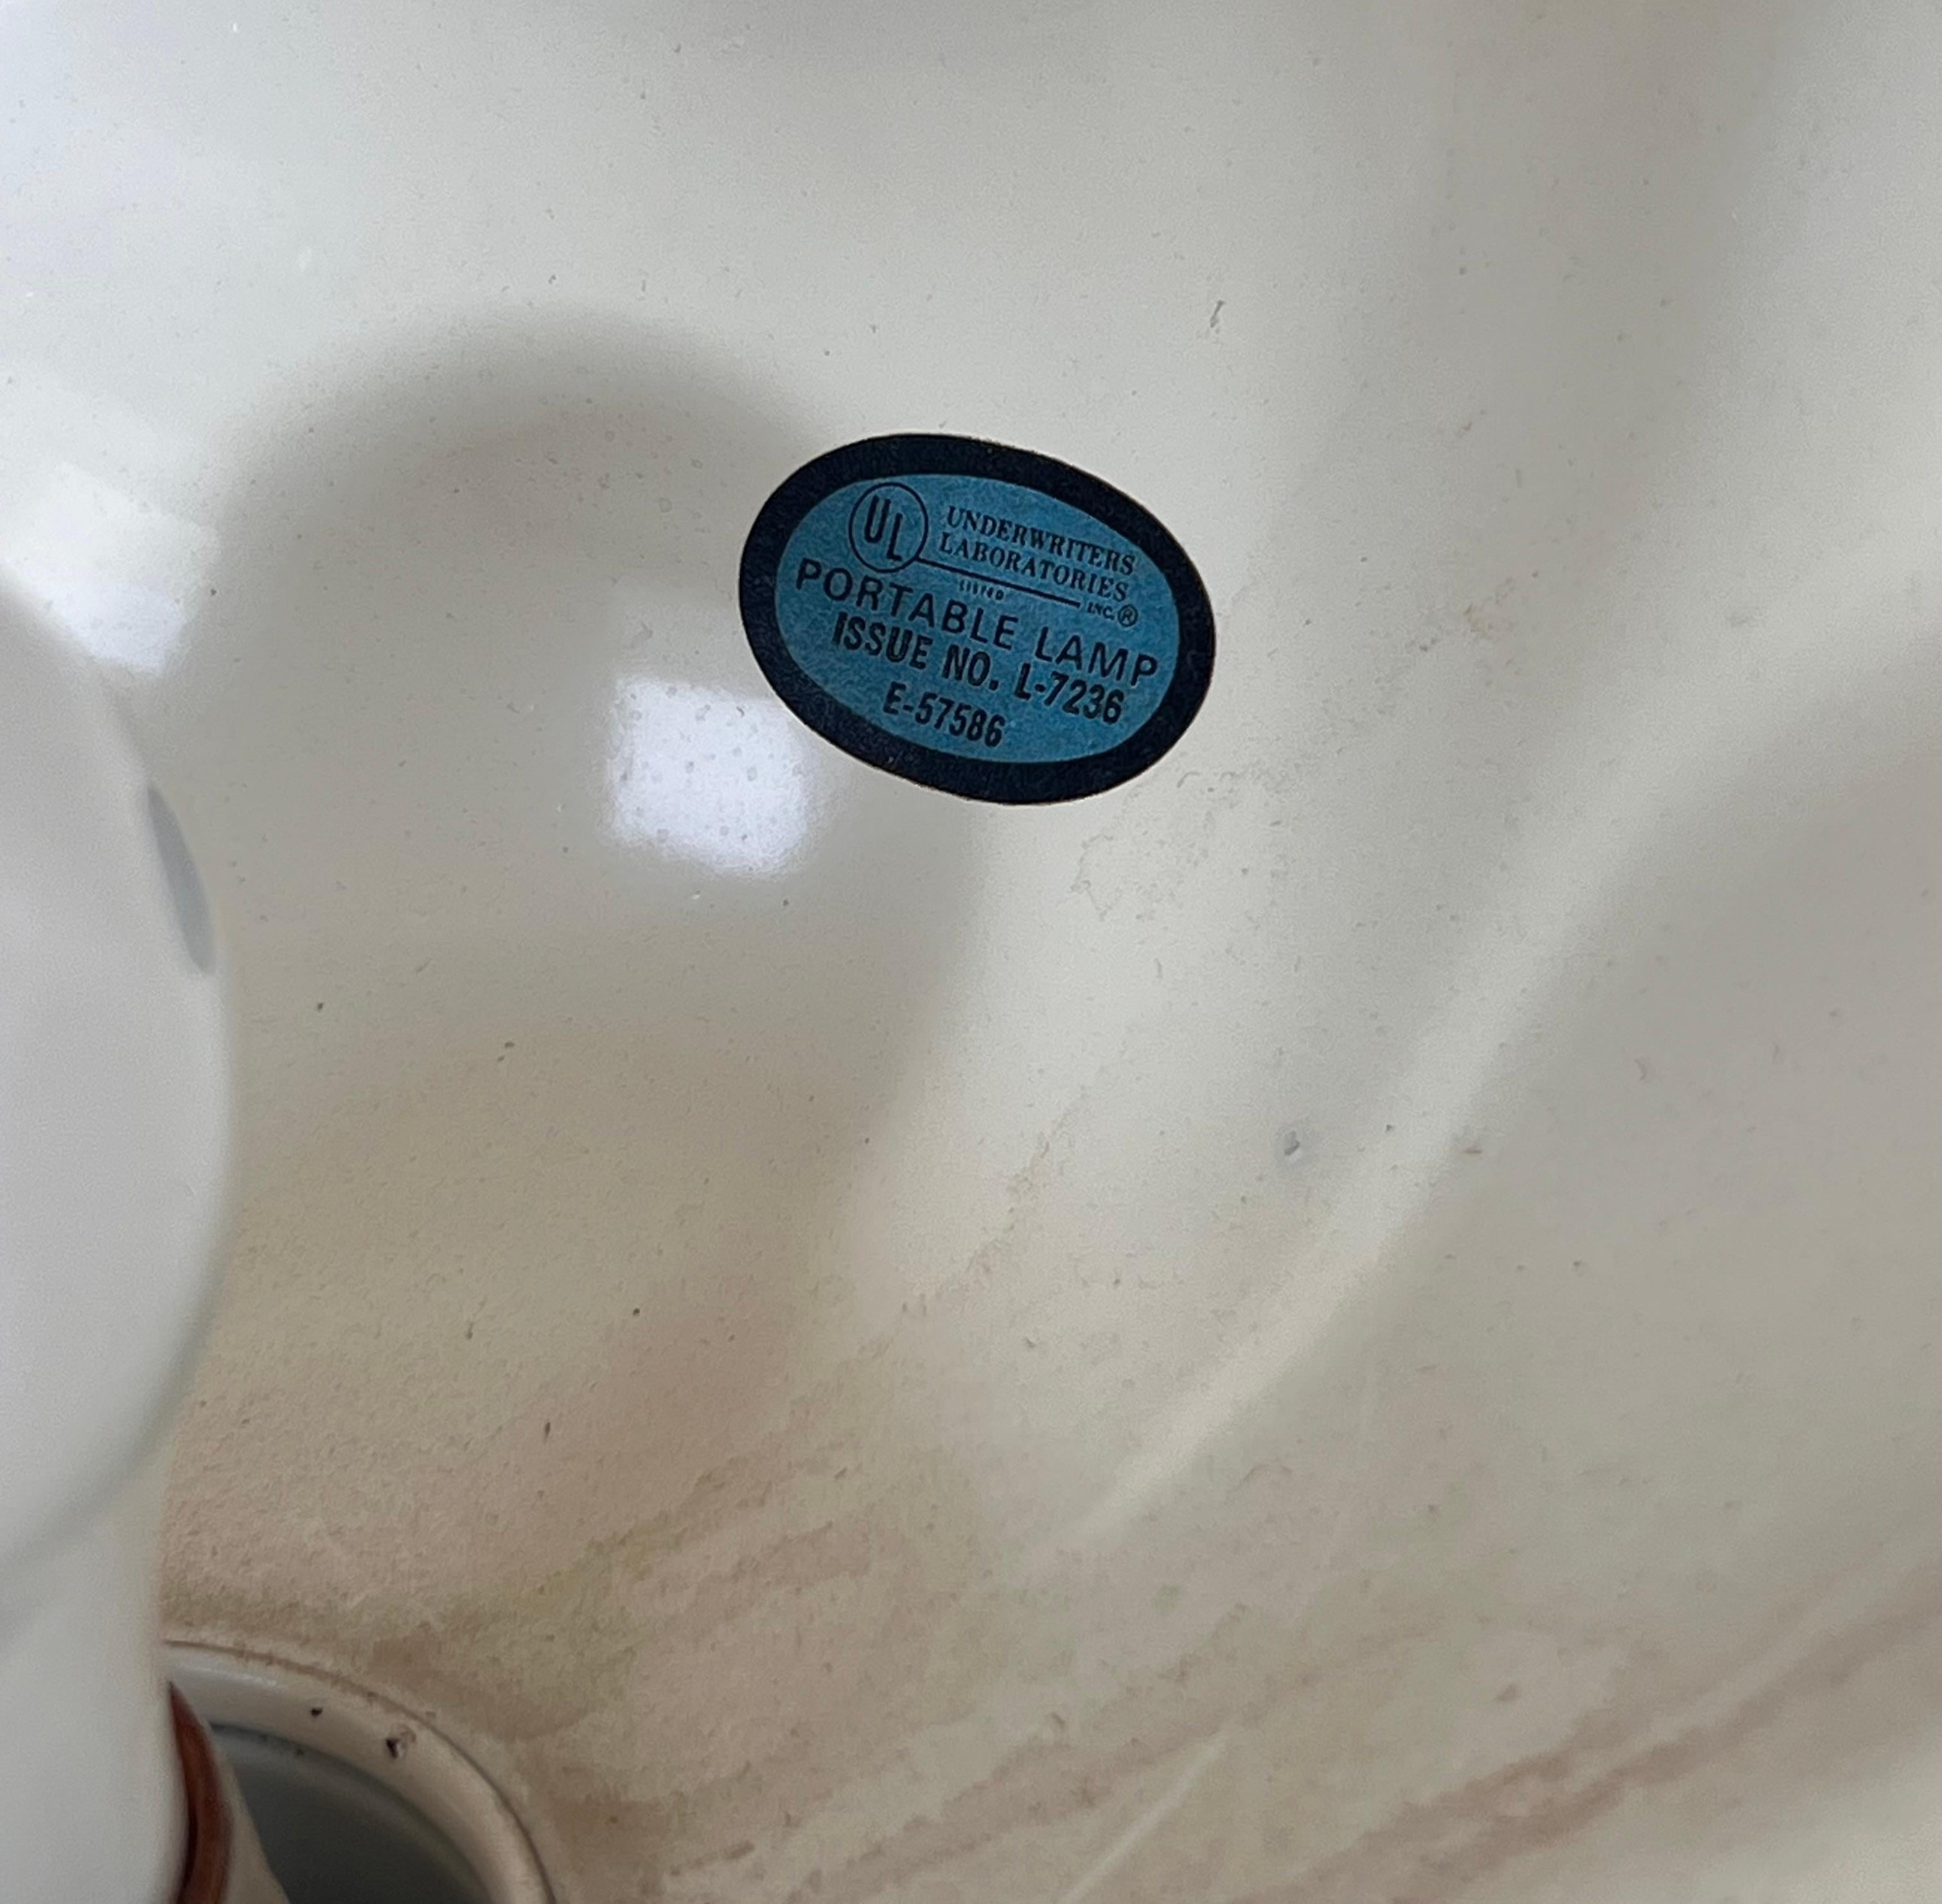 UL UNDERWRITERS
LABORATORIES
LISTED INC.®
PORTABLE LAMP
ISSUE NO. L-7236
E-57586